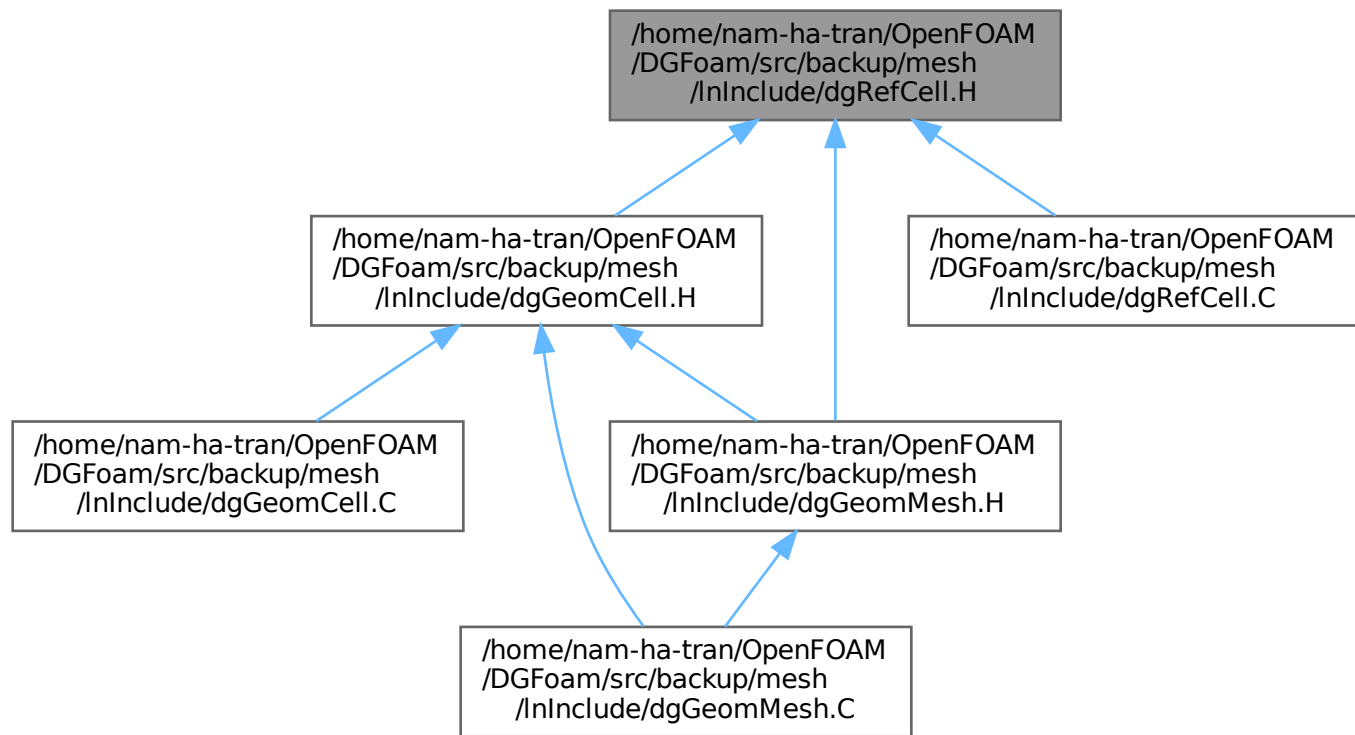 /home/nam-ha-tran/OpenFOAM
/DGFoam/src/backup/mesh
/lnInclude/dgRefCell.H
/home/nam-ha-tran/OpenFOAM
/DGFoam/src/backup/mesh
/lnInclude/dgGeomCell.H
/home/nam-ha-tran/OpenFOAM
/DGFoam/src/backup/mesh
/lnInclude/dgRefCell.C
/home/nam-ha-tran/OpenFOAM
/DGFoam/src/backup/mesh
/lnInclude/dgGeomCell.C
/home/nam-ha-tran/OpenFOAM
/DGFoam/src/backup/mesh
/lnInclude/dgGeomMesh.H
/home/nam-ha-tran/OpenFOAM
/DGFoam/src/backup/mesh
/lnInclude/dgGeomMesh.C